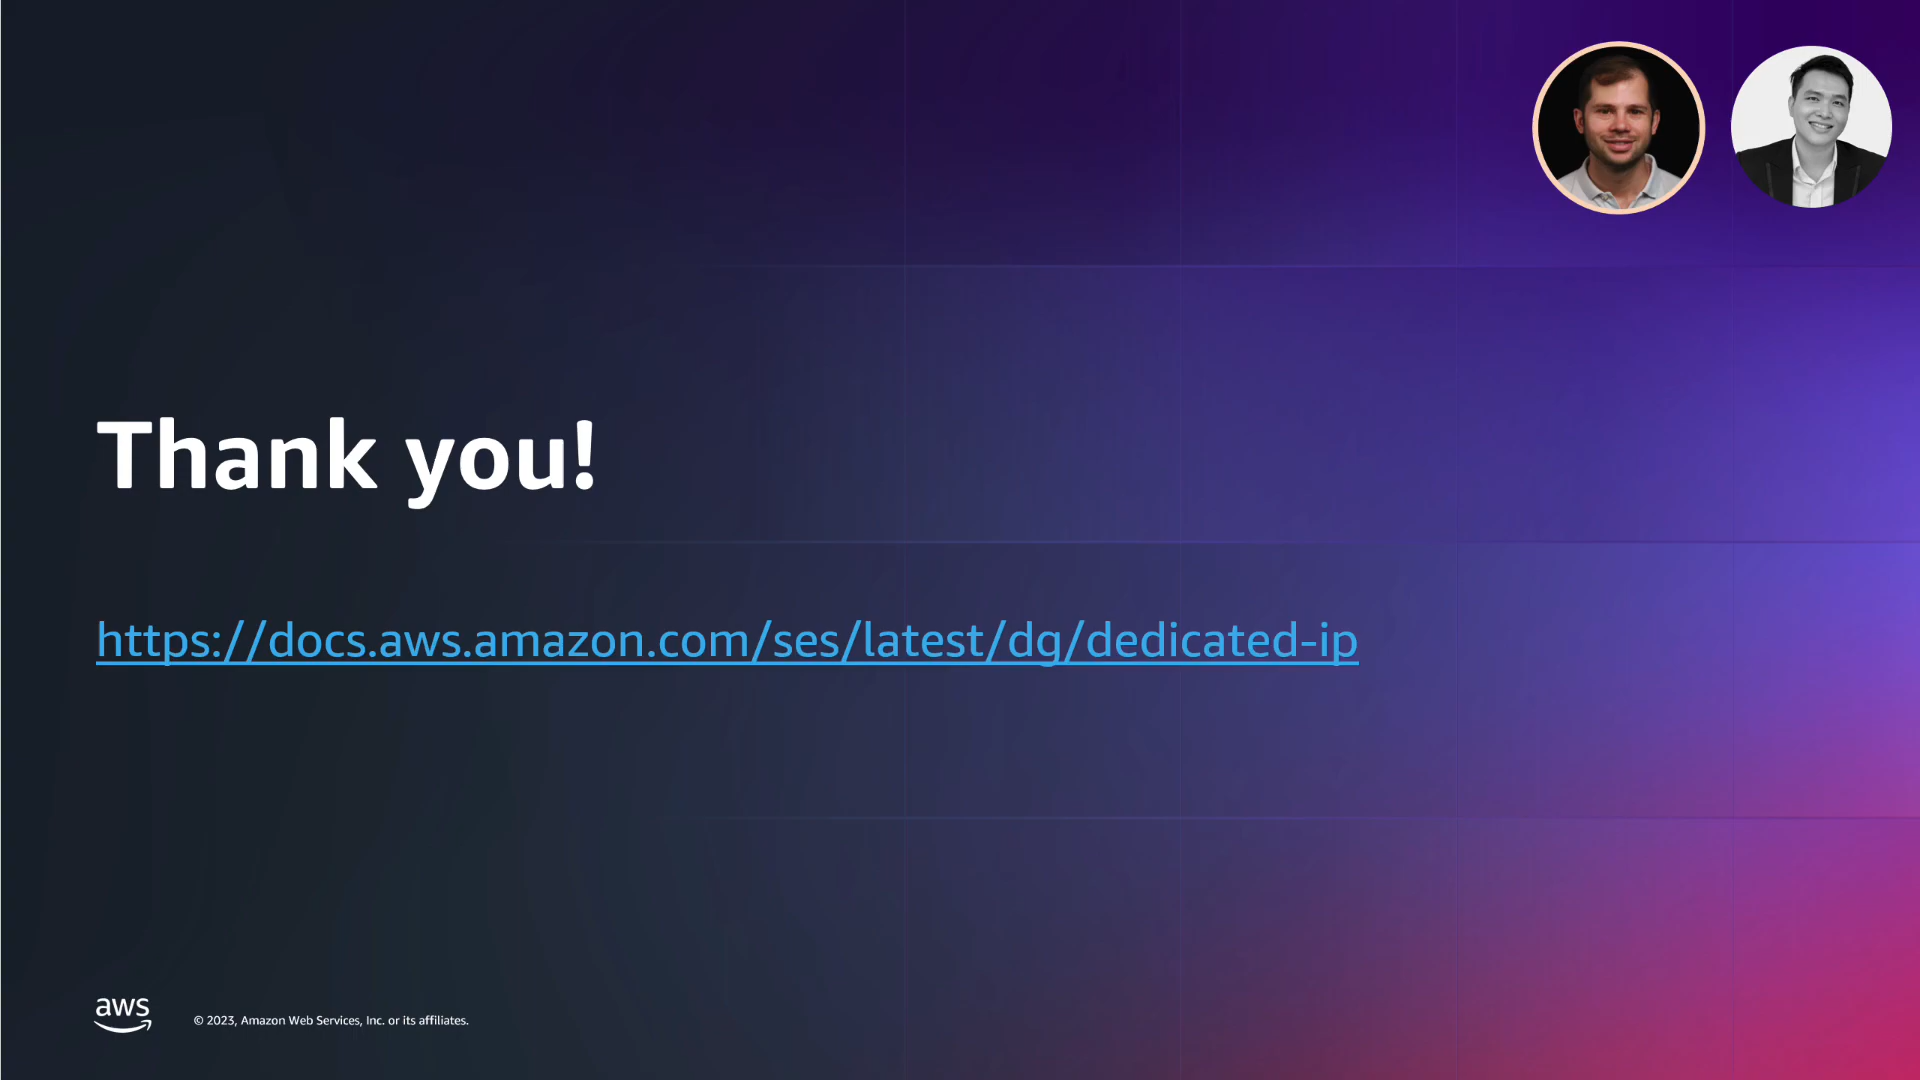 Thank you!
https://docs.aws.amazon.com/ses/latest/dg/dedicated-ip
aws
© 2023, Amazon Web Services, Inc. or its affiliates.